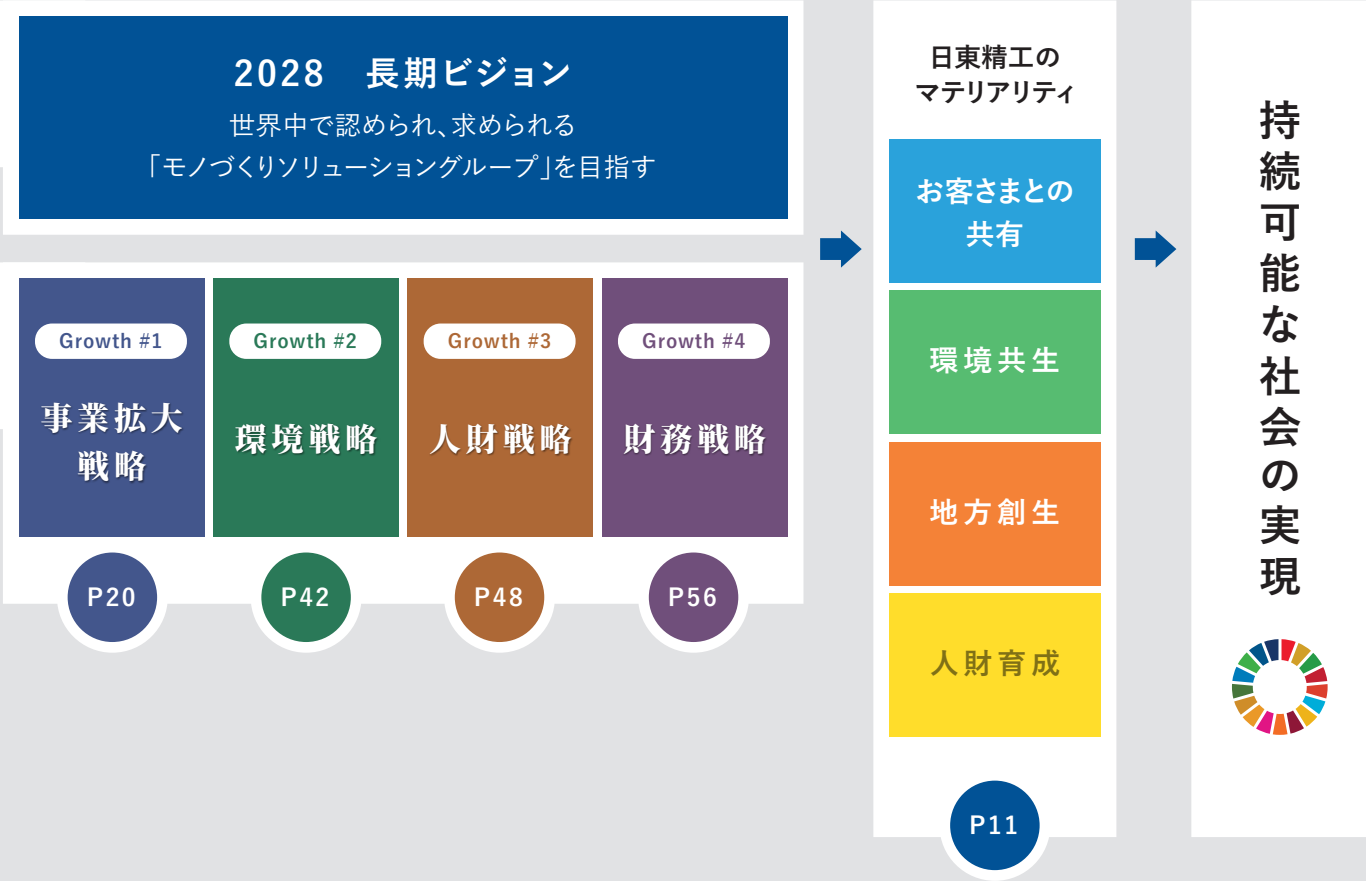 2028 長期ビジョン
世界中で認められ、求められる
「モノづくりソリューショングループ」を目指す
Growth #1
事業拡大
戦略
P20
Growth #2
環境戦略
P42
Growth #3
人財戦略
P48
Growth #4
財務戦略
P56
日東精工の
マテリアリティ
お客さまとの
共有
環境共生
地方創生
人財育成
P11
持続可能な社会の実現